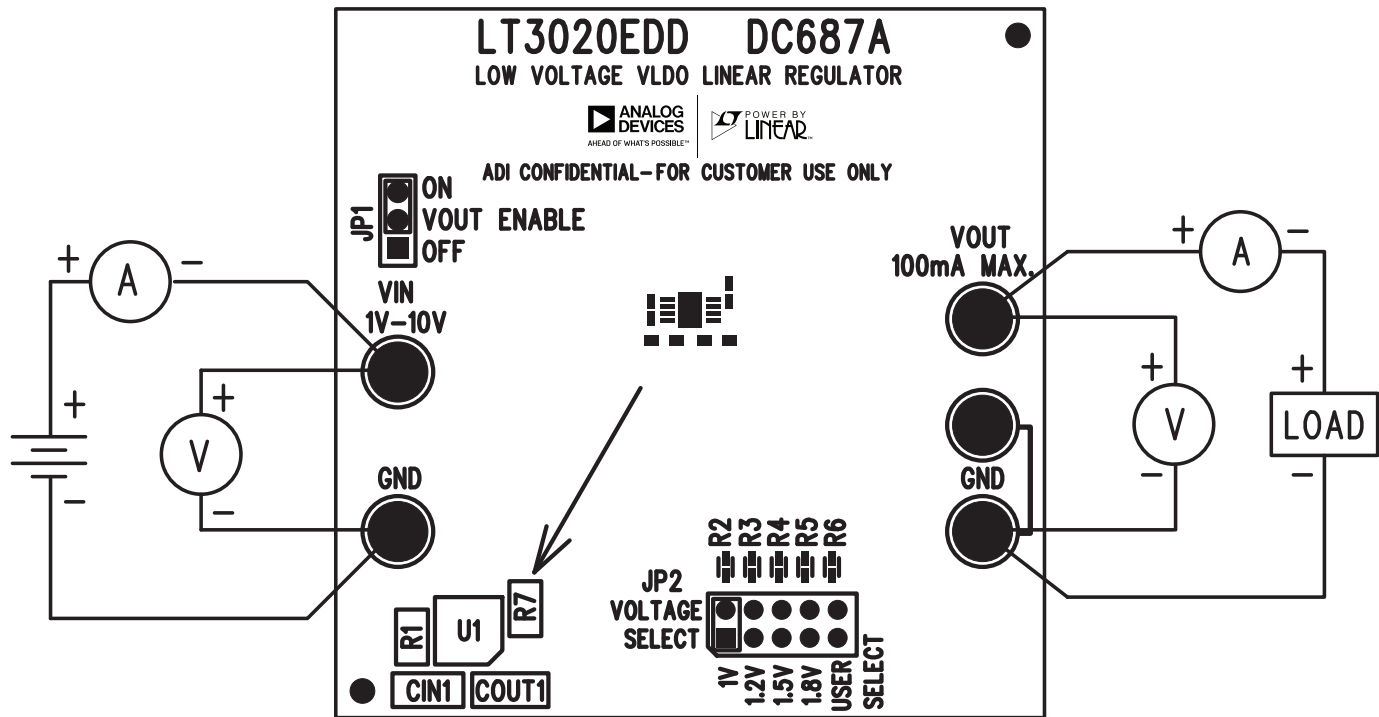 LT3020EDD DC687A
LOW VOLTAGE VLDO LINEAR REGULATOR
ANALOG
DEVICES
AHEAD OF WHAT'S POSSIBLE™
POWER BY
LINEAR™
ADI CONFIDENTIAL-FOR CUSTOMER USE ONLY
JP1
ON
VOUT ENABLE
OFF
VIN
1V-10V
GND
+ A -
+
-
+
V
-
VOUT
100mA MAX.
GND
+ A -
+
V
-
+
LOAD
-
R1
U1
R7
CIN1
COUT1
R2 R3 R4 R5 R6
JP2
VOLTAGE
SELECT
1V
1.2V
1.5V
1.8V
USER
SELECT